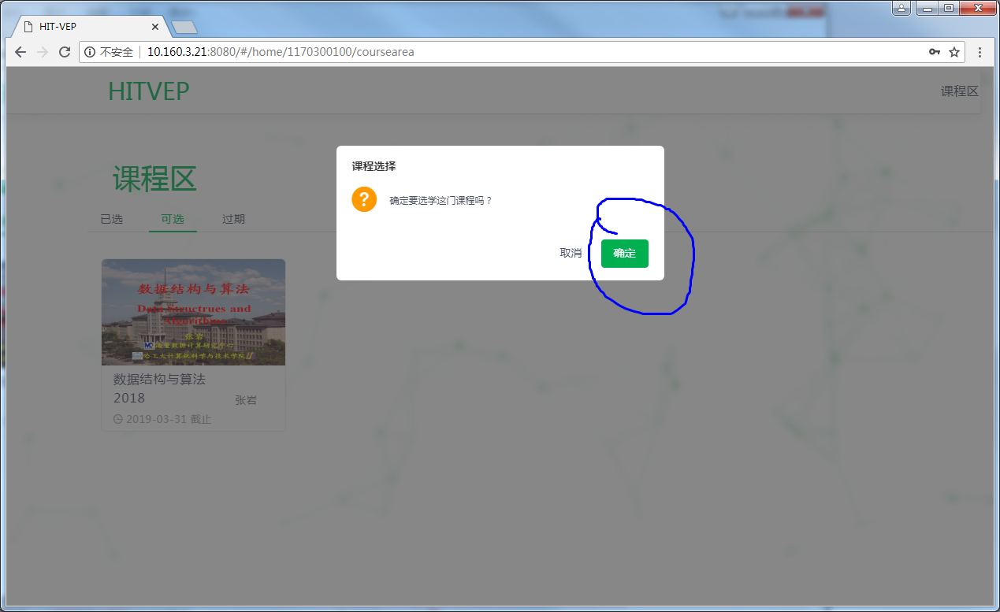 HIT-VEP
不安全 10.160.3.21:8080/#/home/1170300100/coursearea
HITVEP
课程区
课程区
已选 可选 过期
课程选择
?
确定要选学这门课程吗？
取消 确定
数据结构与算法
Data Structrues and
Algorithms
张岩
海量数据计算研究中心
哈工大计算机科学与技术学院
数据结构与算法
2018 张岩
2019-03-31 截止